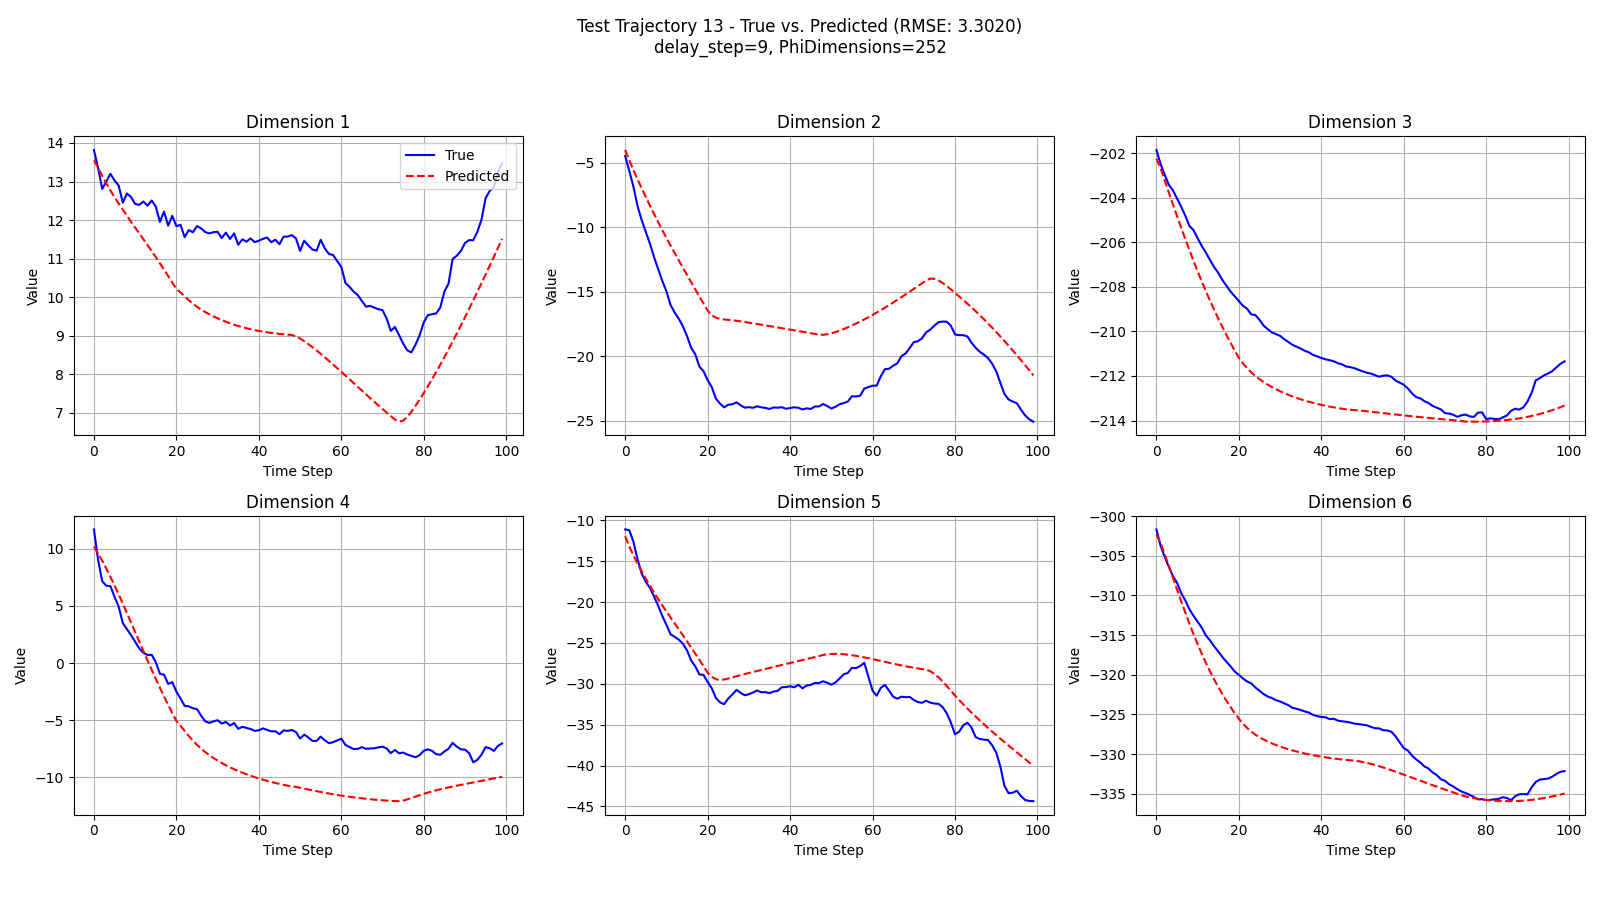 Test Trajectory 13 - True vs. Predicted (RMSE: 3.3020)
delay_step=9, PhiDimensions=252
Dimension 1
14
13
12
11
10
9
8
7
Value
0 20 40 60 80 100
Time Step
True
Predicted
Dimension 2
−5
−10
−15
−20
−25
Value
0 20 40 60 80 100
Time Step
Dimension 3
−202
−204
−206
−208
−210
−212
−214
Value
0 20 40 60 80 100
Time Step
Dimension 4
10
5
0
−5
−10
Value
0 20 40 60 80 100
Time Step
Dimension 5
−10
−15
−20
−25
−30
−35
−40
−45
Value
0 20 40 60 80 100
Time Step
Dimension 6
−300
−305
−310
−315
−320
−325
−330
−335
Value
0 20 40 60 80 100
Time Step